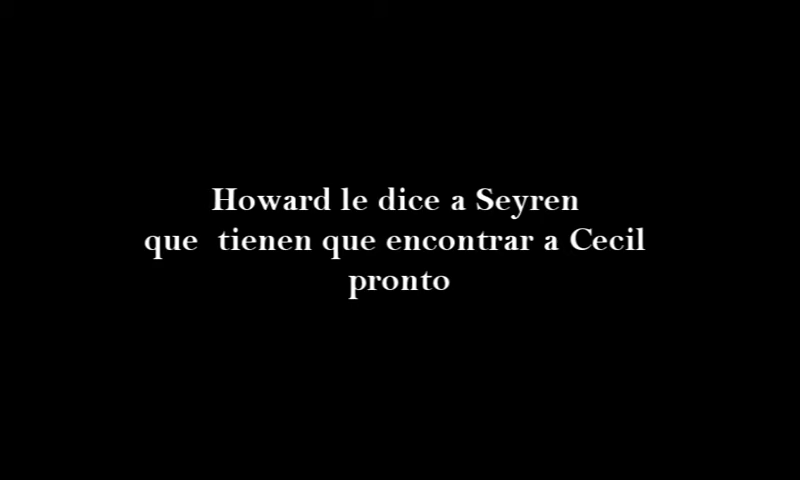 Howard le dice a Seyren
que  tienen que encontrar a Cecil
pronto